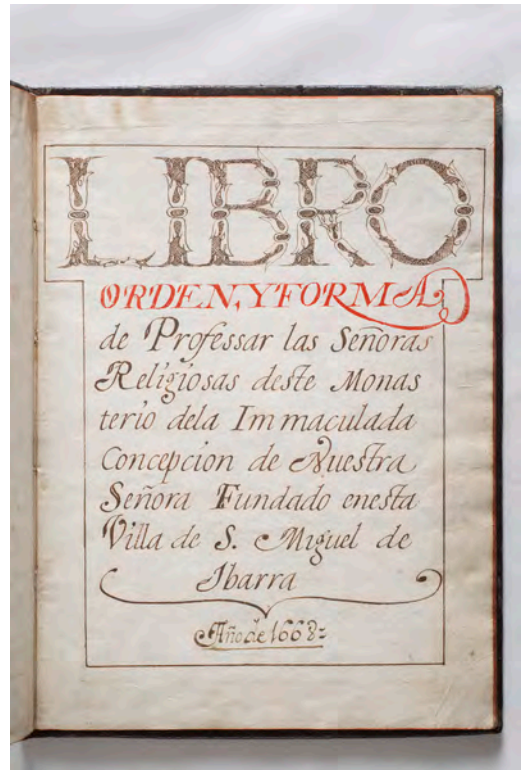 LIBRO
ORDEN, Y FORMA
de Professar las Señoras
Religiosas deste Monas
terio dela Immaculada
Concepcion de Nuestra
Señora Fundado enesta
Villa de S. Miguel de
Ibarra
Año de 1668=